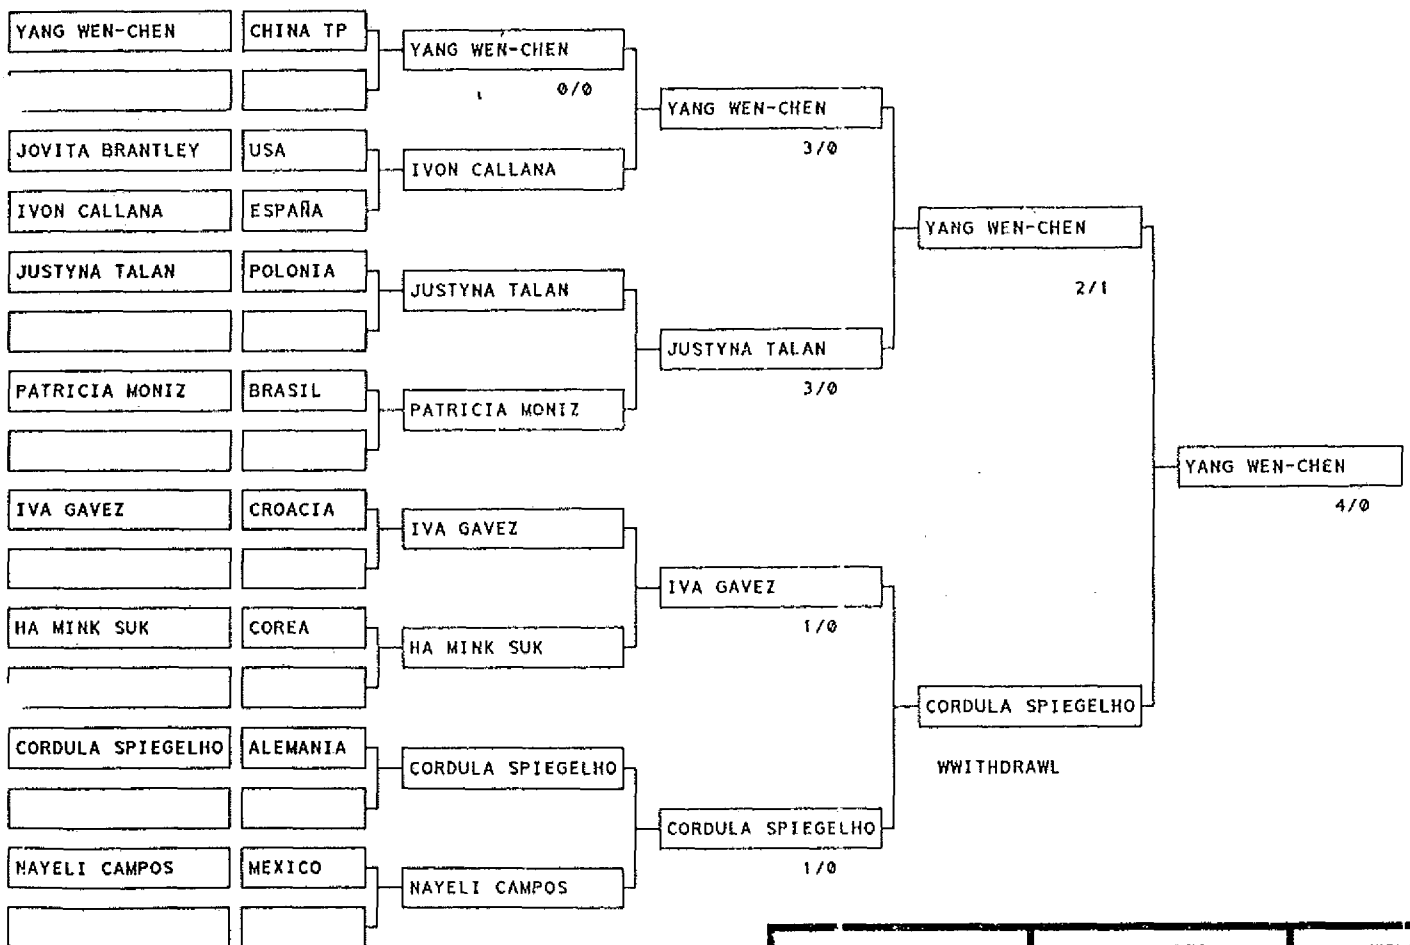 YANG WEN-CHEN CHINA TP
YANG WEN-CHEN
0/0
YANG WEN-CHEN
3/0
JOVITA BRANTLEY USA
IVON CALLANA
IVON CALLANA ESPAÑA
YANG WEN-CHEN
2/1
JUSTYNA TALAN POLONIA
JUSTYNA TALAN
JUSTYNA TALAN
3/0
PATRICIA MONIZ BRASIL
PATRICIA MONIZ
YANG WEN-CHEN
4/0
IVA GAVEZ CROACIA
IVA GAVEZ
IVA GAVEZ
1/0
HA MINK SUK COREA
HA MINK SUK
CORDULA SPIEGELHO
WWITHDRAWL
CORDULA SPIEGELHO ALEMANIA
CORDULA SPIEGELHO
CORDULA SPIEGELHO
1/0
NAYELI CAMPOS MEXICO
NAYELI CAMPOS